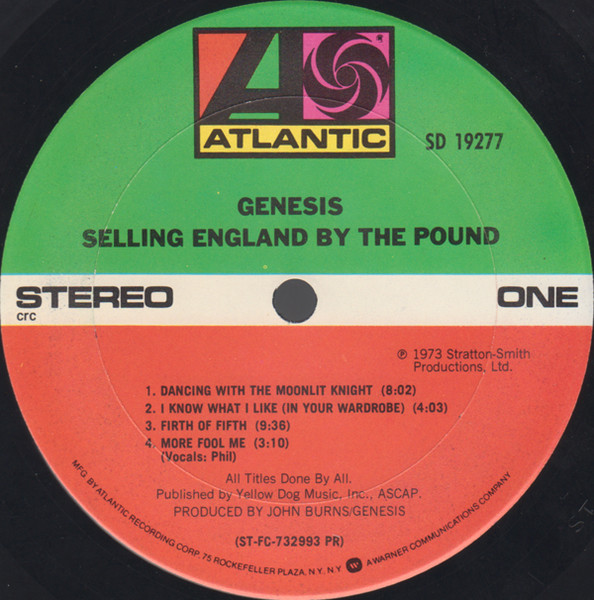 ATLANTIC
SD 19277
GENESIS
SELLING ENGLAND BY THE POUND
STEREO
ONE
crc
℗ 1973 Stratton-Smith
Productions, Ltd.
1. DANCING WITH THE MOONLIT KNIGHT (8:02)
2. I KNOW WHAT I LIKE (IN YOUR WARDROBE) (4:03)
3. FIRTH OF FIFTH (9:36)
4. MORE FOOL ME (3:10)
(Vocals: Phil)
All Titles Done By All.
Published by Yellow Dog Music, Inc., ASCAP.
PRODUCED BY JOHN BURNS/GENESIS
(ST-FC-732993 PR)
MFG. BY ATLANTIC RECORDING CORP. 75 ROCKEFELLER PLAZA, N.Y., N.Y. A WARNER COMMUNICATIONS COMPANY